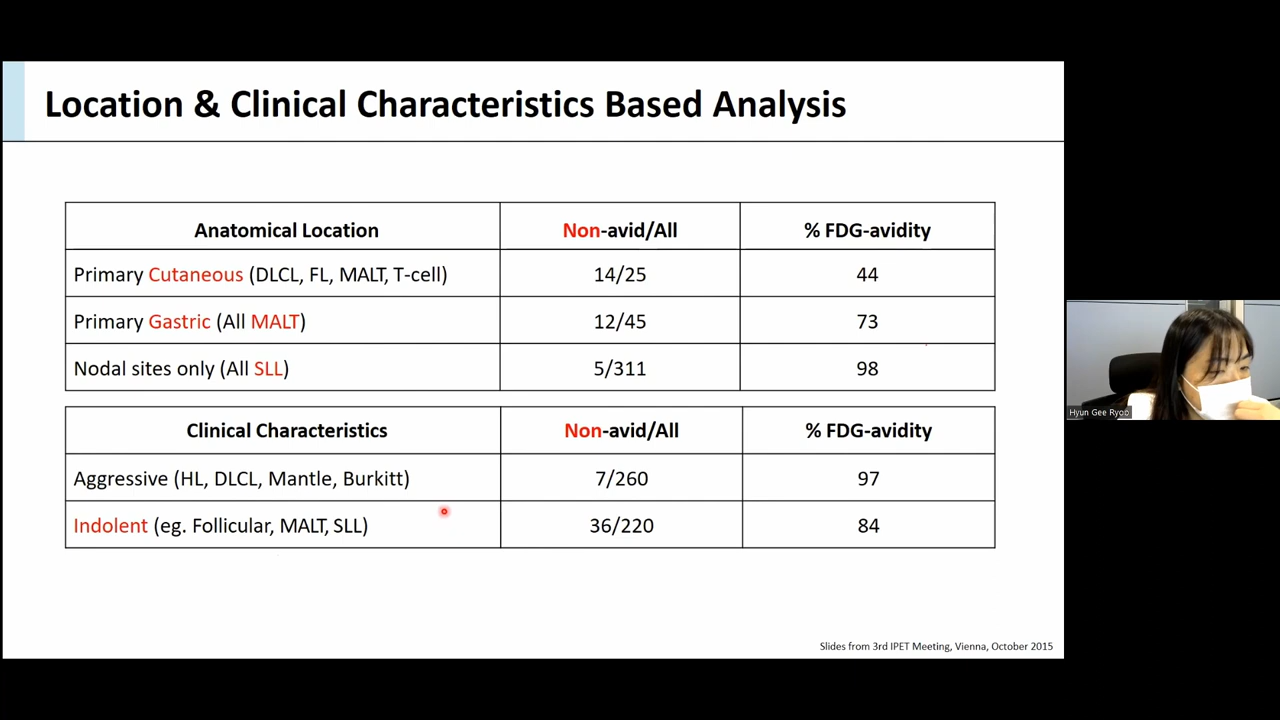 Location & Clinical Characteristics Based Analysis
Anatomical Location Non-avid/All % FDG-avidity
Primary Cutaneous (DLCL, FL, MALT, T-cell) 14/25 44
Primary Gastric (All MALT) 12/45 73
Nodal sites only (All SLL) 5/311 98
Clinical Characteristics Non-avid/All % FDG-avidity
Aggressive (HL, DLCL, Mantle, Burkitt) 7/260 97
Indolent (eg. Follicular, MALT, SLL) 36/220 84
Slides from 3rd IPET Meeting, Vienna, October 2015
Hyun Gee Ryoo